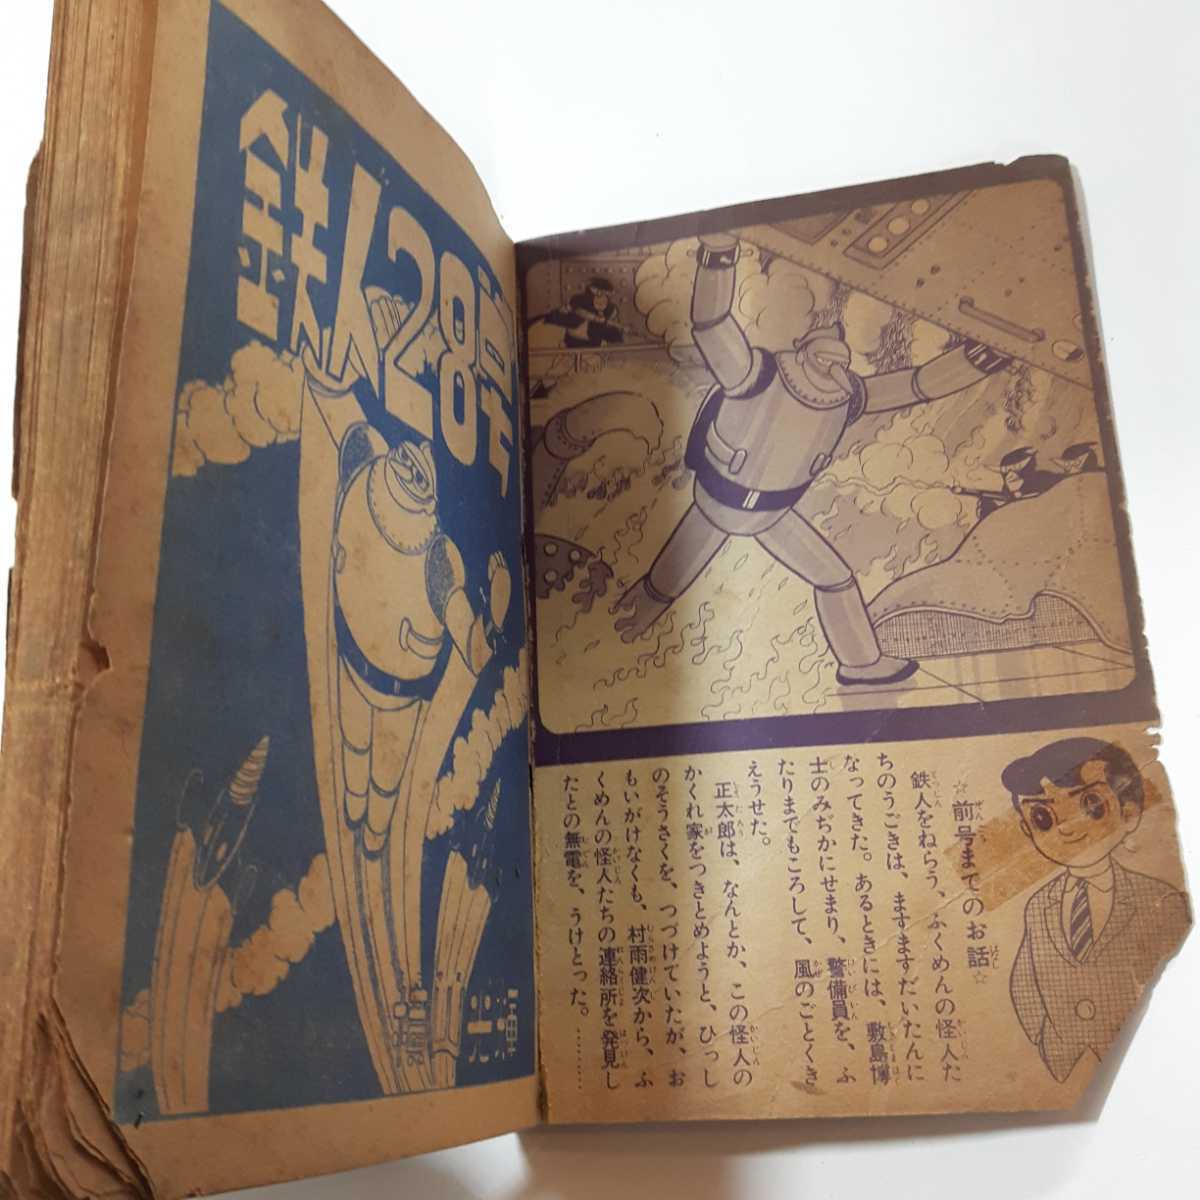 鉄人28号
☆前号までのお話☆
鉄人をねらう、ふくめんの怪人た
ちのうごきは、ますますだいたんに
なってきた。あるときには、敷島博
士のみぢかにせまり、警備員を、ふ
たりまでもころして、風のごとくき
えうせた。
正太郎は、なんとか、この怪人の
かくれ家をつきとめようと、ひっし
のそうさくを、つづけていたが、お
もいがけなくも、村雨健次から、ふ
くめんの怪人たちの連絡所を発見し
たとの無電を、うけとった。………